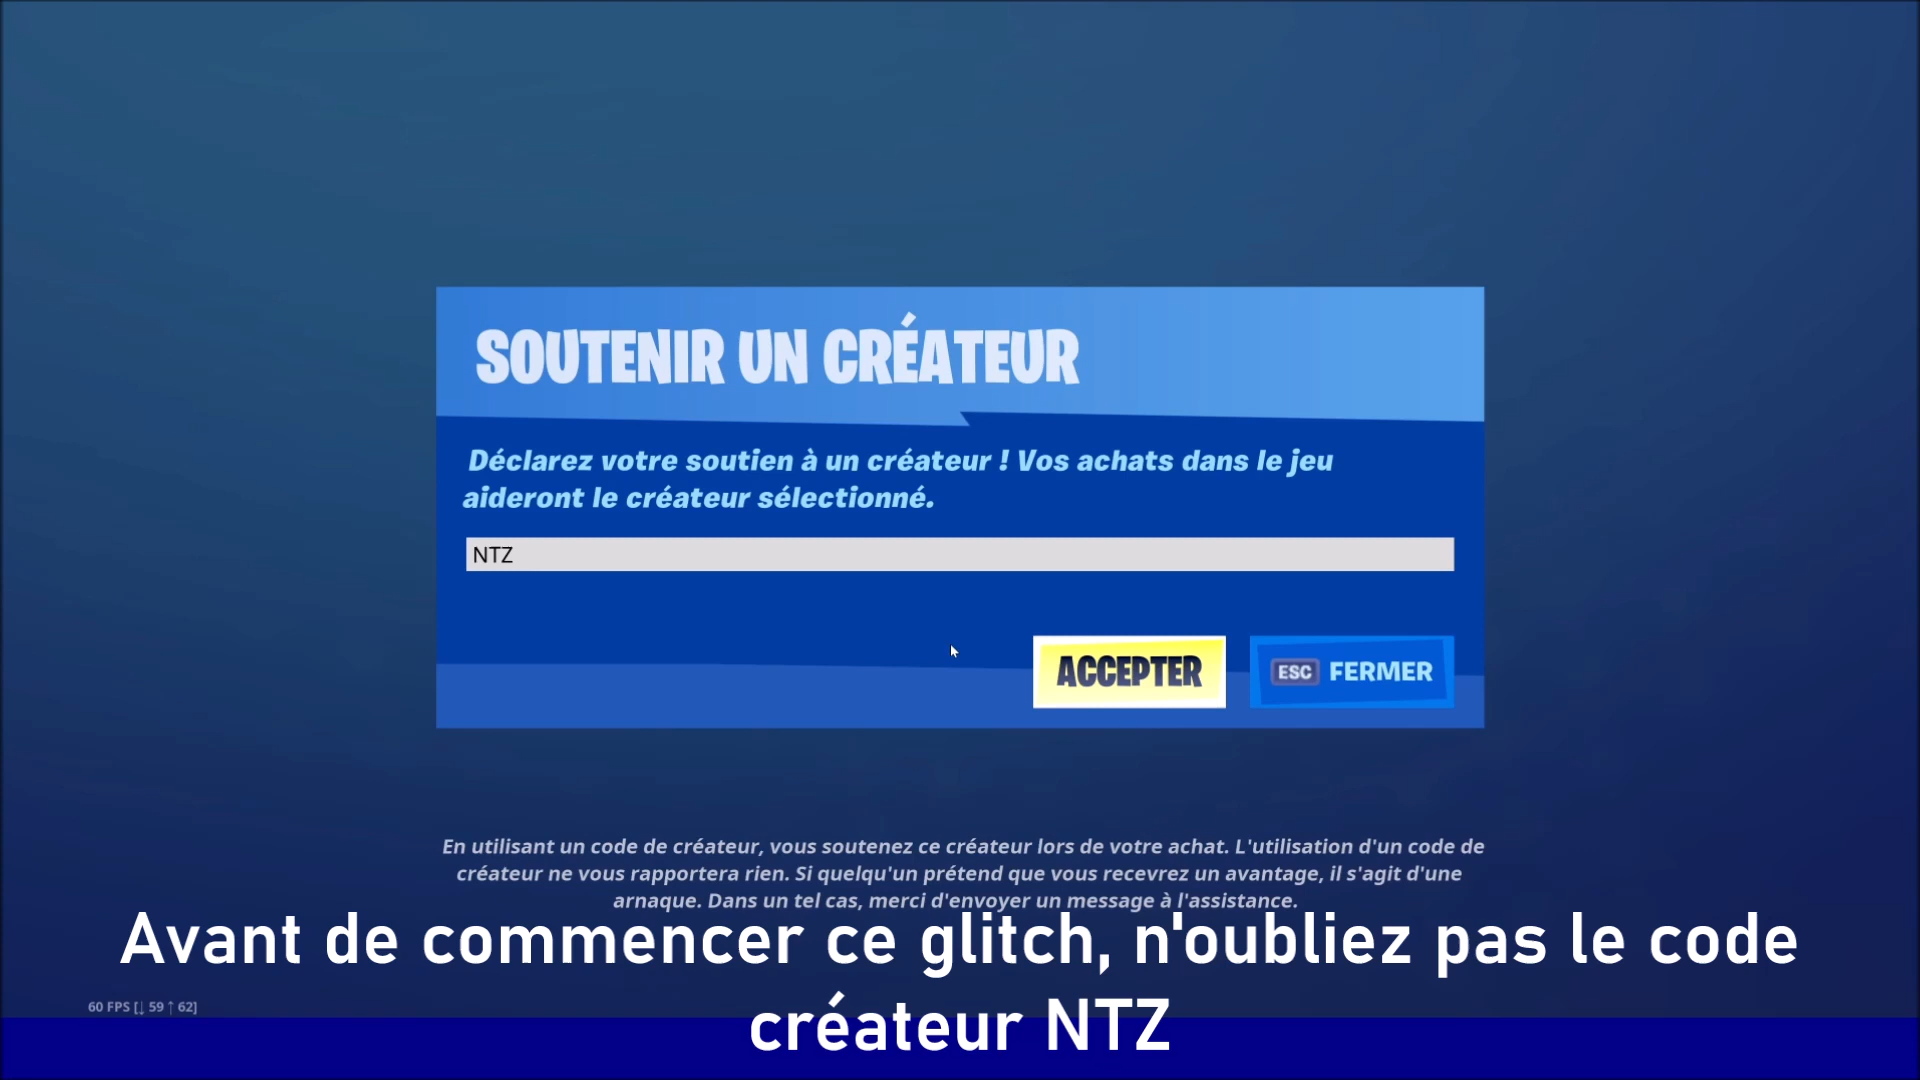 SOUTENIR UN CRÉATEUR
Déclarez votre soutien à un créateur ! Vos achats dans le jeu
aideront le créateur sélectionné.
NTZ
ACCEPTER
ESC FERMER
En utilisant un code de créateur, vous soutenez ce créateur lors de votre achat. L'utilisation d'un code de
créateur ne vous rapportera rien. Si quelqu'un prétend que vous recevrez un avantage, il s'agit d'une
arnaque. Dans un tel cas, merci d'envoyer un message à l'assistance.
Avant de commencer ce glitch, n'oubliez pas le code
créateur NTZ
60 FPS [↓ 59 ↑ 62]